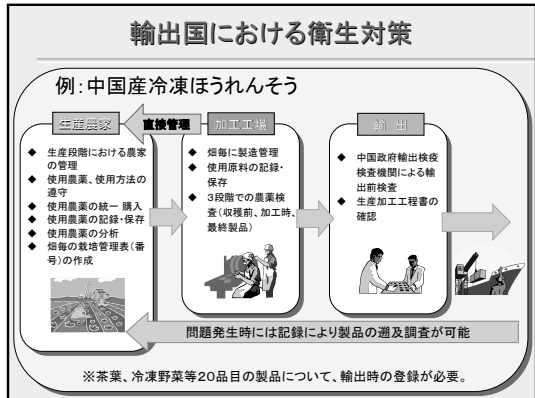 輸出国における衛生対策
例：中国産冷凍ほうれんそう
生産農家
直接管理
加工工場
輸出
◆ 生産段階における農家
の管理
◆ 使用農薬、使用方法の
遵守
◆ 使用農薬の統一 購入
◆ 使用農薬の記録・保存
◆ 使用農薬の分析
◆ 畑毎の栽培管理表（番
号）の作成
◆ 畑毎に製造管理
◆ 使用原料の記録・
保存
◆ ３段階での農薬検
査（収穫前、加工時、
最終製品）
◆ 中国政府輸出検疫
検査機関による輸
出前検査
◆ 生産加工工程書の
確認
問題発生時には記録により製品の遡及調査が可能
※茶葉、冷凍野菜等20品目の製品について、輸出時の登録が必要。